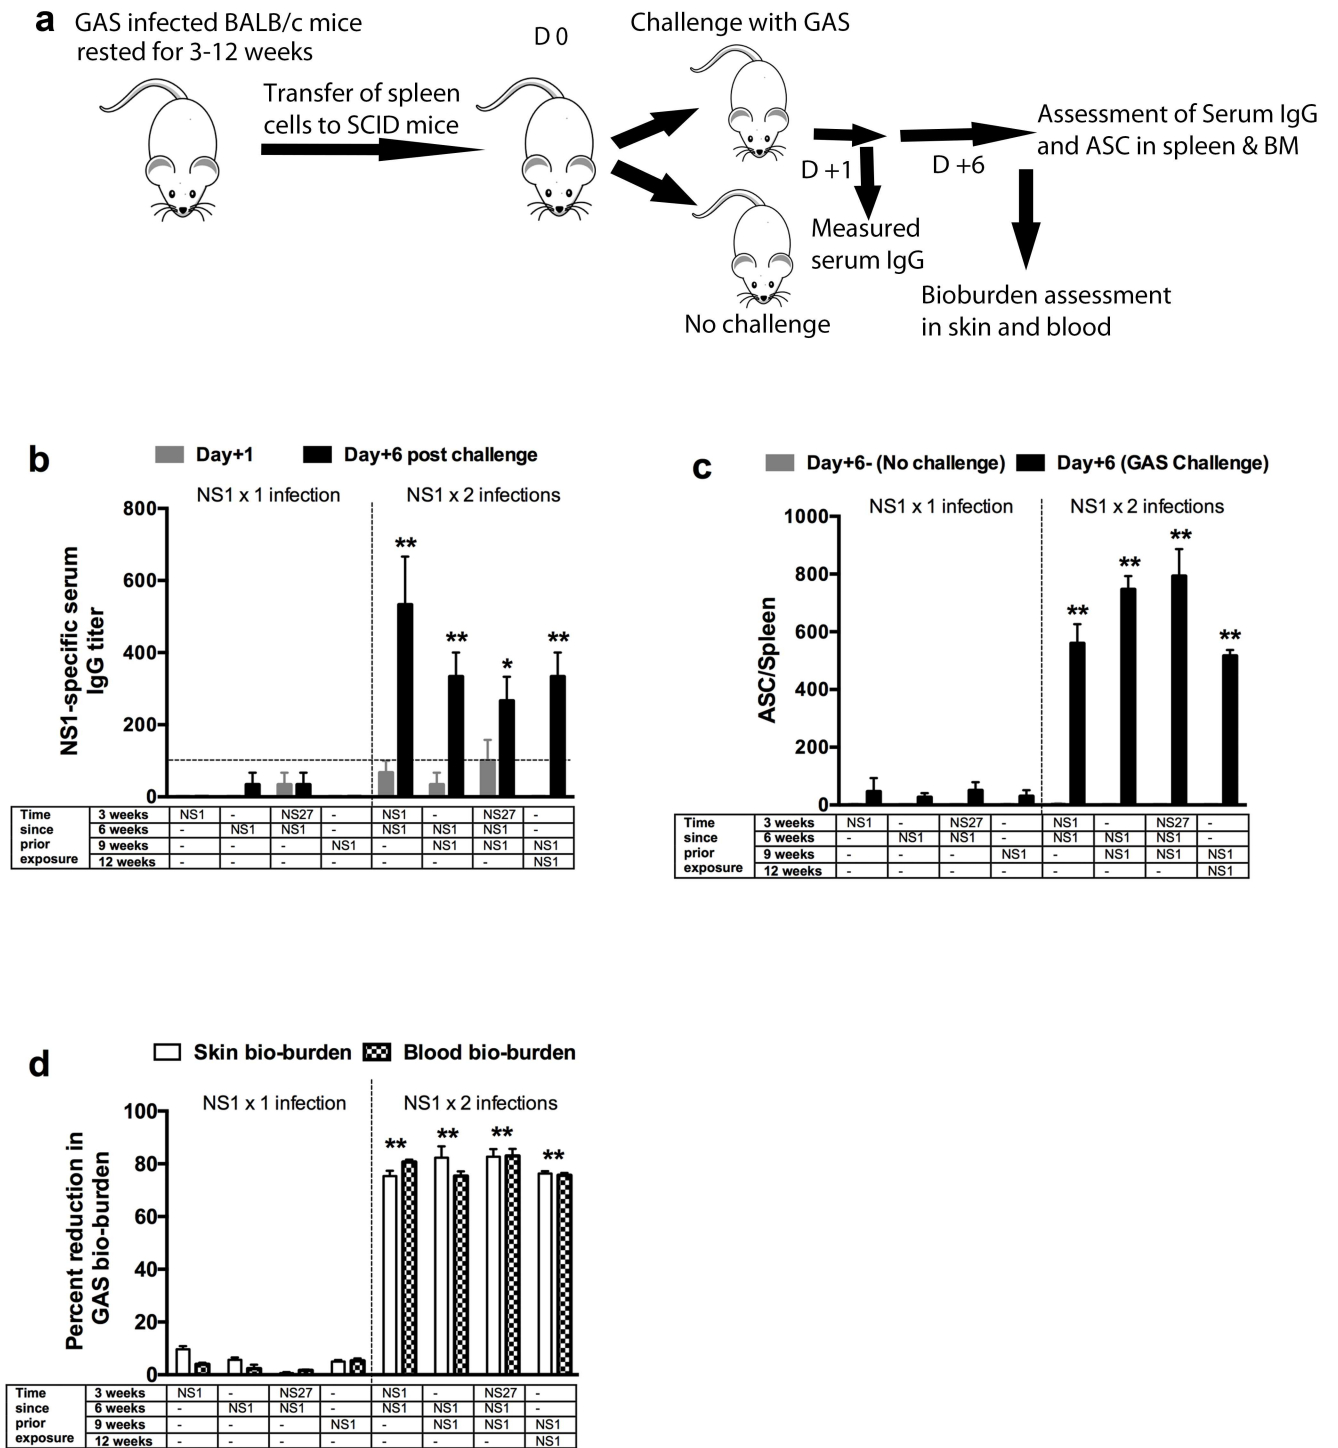 a
GAS infected BALB/c mice
rested for 3-12 weeks
D 0
Challenge with GAS
Transfer of spleen
cells to SCID mice
D +1
D +6
Assessment of Serum IgG
and ASC in spleen & BM
Measured
serum IgG
Bioburden assessment
in skin and blood
No challenge
b
Day+1 Day+6 post challenge
NS1 x 1 infection NS1 x 2 infections
NS1-specific serum
IgG titer
800
600
400
200
0
** ** * **
Time 3 weeks NS1 - NS27 - NS1 - NS27 -
since 6 weeks - NS1 NS1 - NS1 NS1 NS1 -
prior 9 weeks - - - NS1 - NS1 NS1 NS1
exposure 12 weeks - - - - - - - NS1
c
Day+6- (No challenge) Day+6 (GAS Challenge)
NS1 x 1 infection NS1 x 2 infections
ASC/Spleen
1000
800
600
400
200
0
** ** ** **
Time 3 weeks NS1 - NS27 - NS1 - NS27 -
since 6 weeks - NS1 NS1 - NS1 NS1 NS1 -
prior 9 weeks - - - NS1 - NS1 NS1 NS1
exposure 12 weeks - - - - - - - NS1
d
Skin bio-burden Blood bio-burden
NS1 x 1 infection NS1 x 2 infections
Percent reduction in
GAS bio-burden
100
80
60
40
20
0
** ** ** **
Time 3 weeks NS1 - NS27 - NS1 - NS27 -
since 6 weeks - NS1 NS1 - NS1 NS1 NS1 -
prior 9 weeks - - - NS1 - NS1 NS1 NS1
exposure 12 weeks - - - - - - - NS1